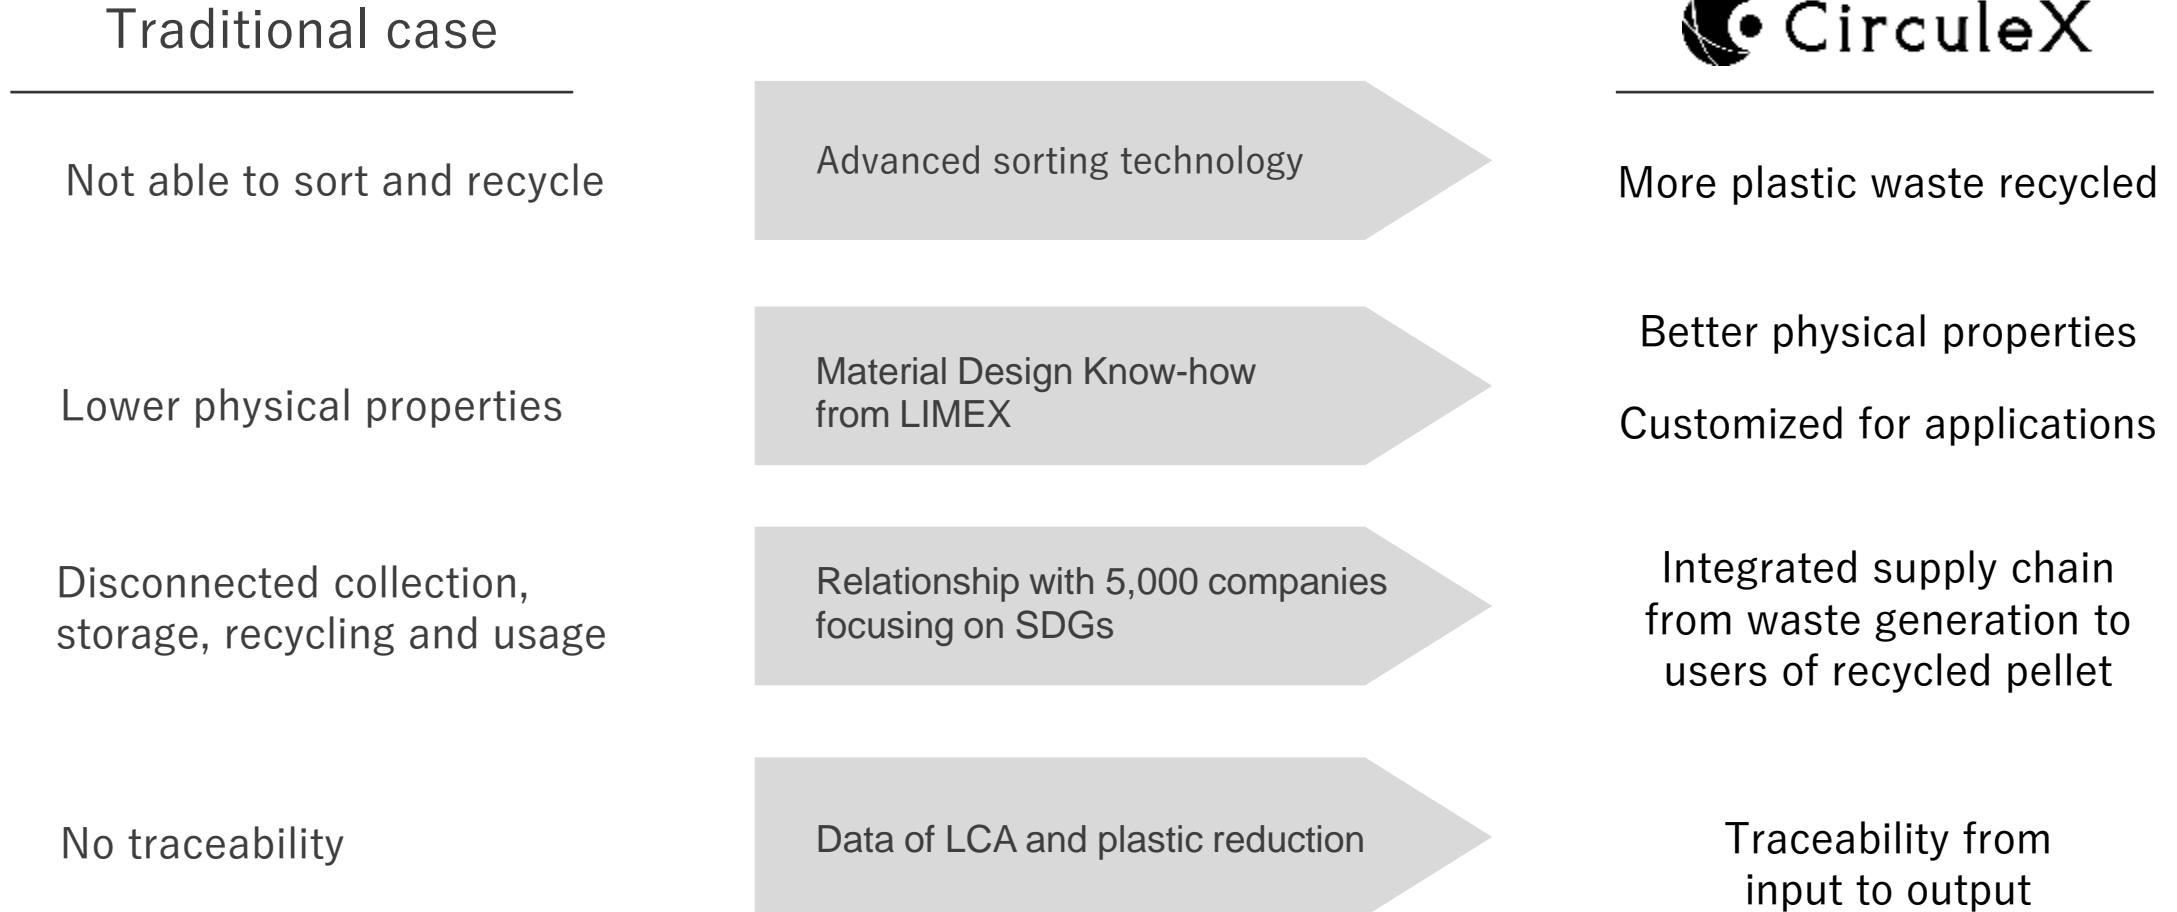 Traditional case
CirculeX
Not able to sort and recycle
Advanced sorting technology
More plastic waste recycled
Lower physical properties
Material Design Know-how
from LIMEX
Better physical properties
Customized for applications
Disconnected collection,
storage, recycling and usage
Relationship with 5,000 companies
focusing on SDGs
Integrated supply chain
from waste generation to
users of recycled pellet
No traceability
Data of LCA and plastic reduction
Traceability from
input to output